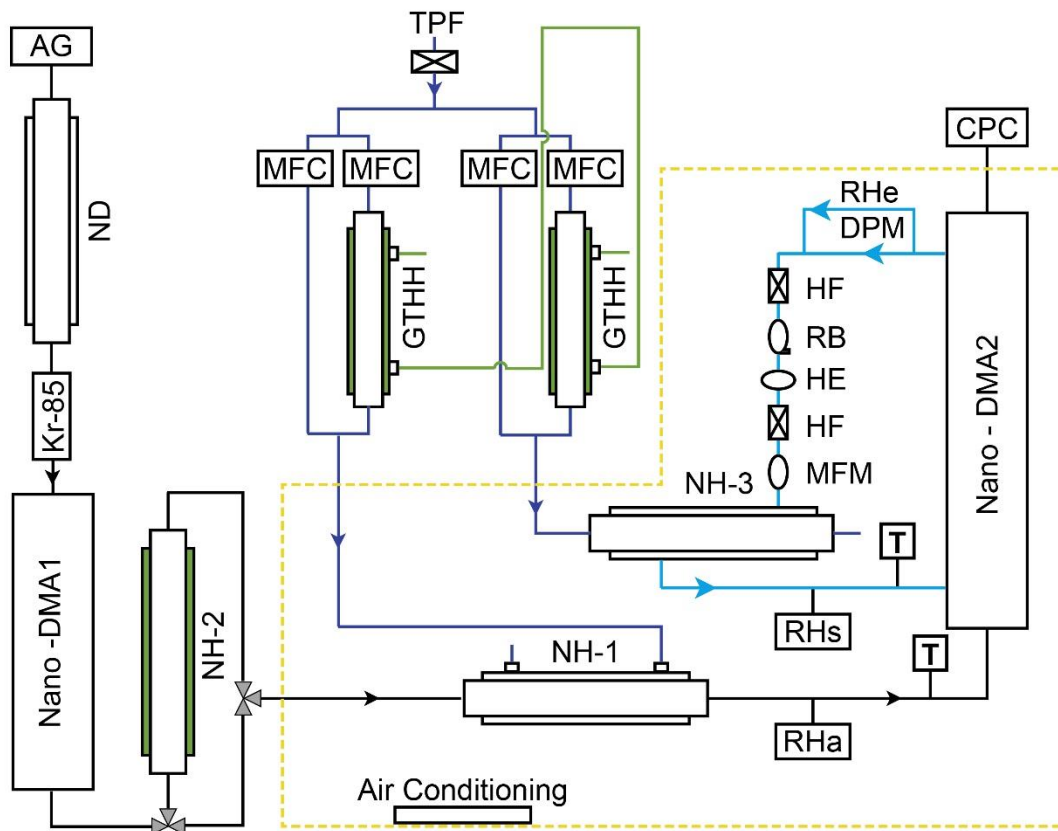 AG
ND
Kr-85
Nano -DMA1
NH-2
TPF
MFC
MFC
MFC
MFC
GTHH
GTHH
CPC
RHe
DPM
HF
RB
HE
HF
MFM
Nano - DMA2
NH-3
T
RHs
NH-1
T
RHa
Air Conditioning